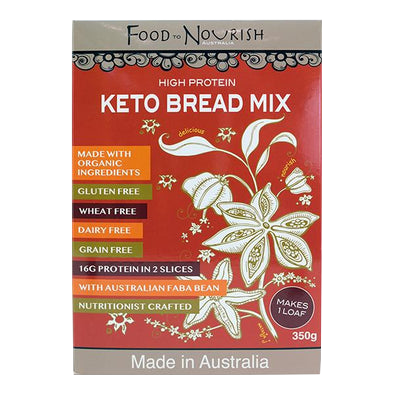 FOOD TO NOURISH
AUSTRALIA
HIGH PROTEIN
KETO BREAD MIX
delicious
nourish
MADE WITH
ORGANIC
INGREDIENTS
GLUTEN FREE
WHEAT FREE
DAIRY FREE
GRAIN FREE
16G PROTEIN IN 2 SLICES
WITH AUSTRALIAN FABA BEAN
NUTRITIONIST CRAFTED
MAKES
1 LOAF
350g
Made in Australia